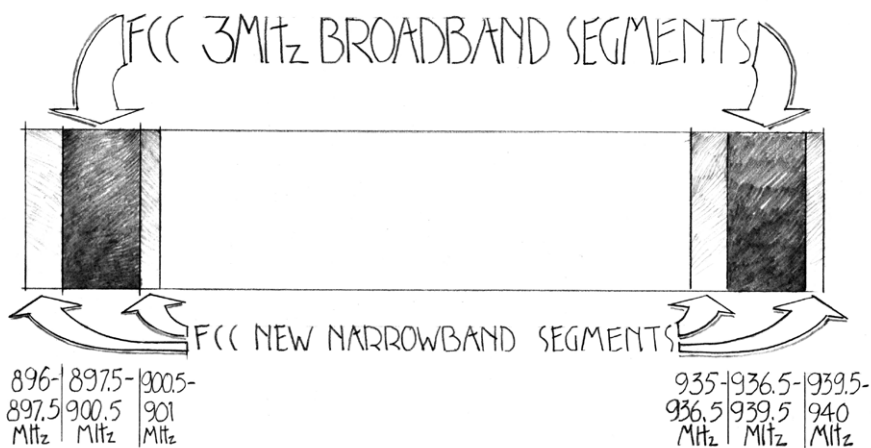 FCC 3MHz BROADBAND SEGMENTS
FCC NEW NARROWBAND SEGMENTS
896- 897.5- 900.5-
897.5 900.5 901
MHz MHz MHz
935- 936.5- 939.5-
936.5 939.5 940
MHz MHz MHz